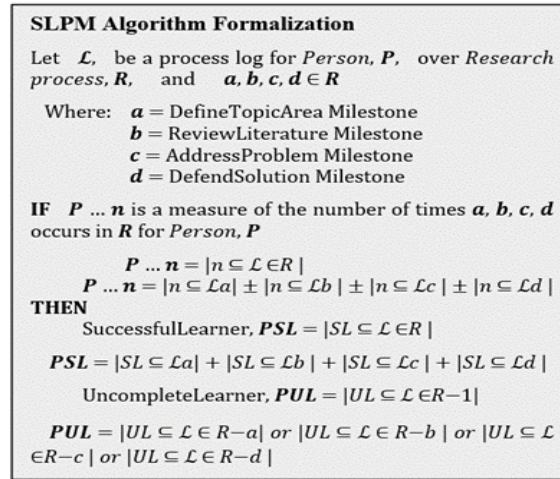 SLPM Algorithm Formalization
Let ℒ, be a process log for Person, P, over Research
process, R, and a, b, c, d ∈ R
Where: a = DefineTopicArea Milestone
b = ReviewLiterature Milestone
c = AddressProblem Milestone
d = DefendSolution Milestone
IF P … n is a measure of the number of times a, b, c, d
occurs in R for Person, P
P … n = |n ⊆ ℒ ∈R |
P … n = |n ⊆ ℒa| ± |n ⊆ ℒb | ± |n ⊆ ℒc | ± |n ⊆ ℒd |
THEN
SuccessfulLearner, PSL = |SL ⊆ ℒ ∈R |
PSL = |SL ⊆ ℒa| + |SL ⊆ ℒb | + |SL ⊆ ℒc | + |SL ⊆ ℒd |
UncompleteLearner, PUL = |UL ⊆ ℒ ∈R−1|
PUL = |UL ⊆ ℒ ∈ R−a| or |UL ⊆ ℒ ∈ R−b | or |UL ⊆ ℒ
∈R−c | or |UL ⊆ ℒ ∈ R−d |